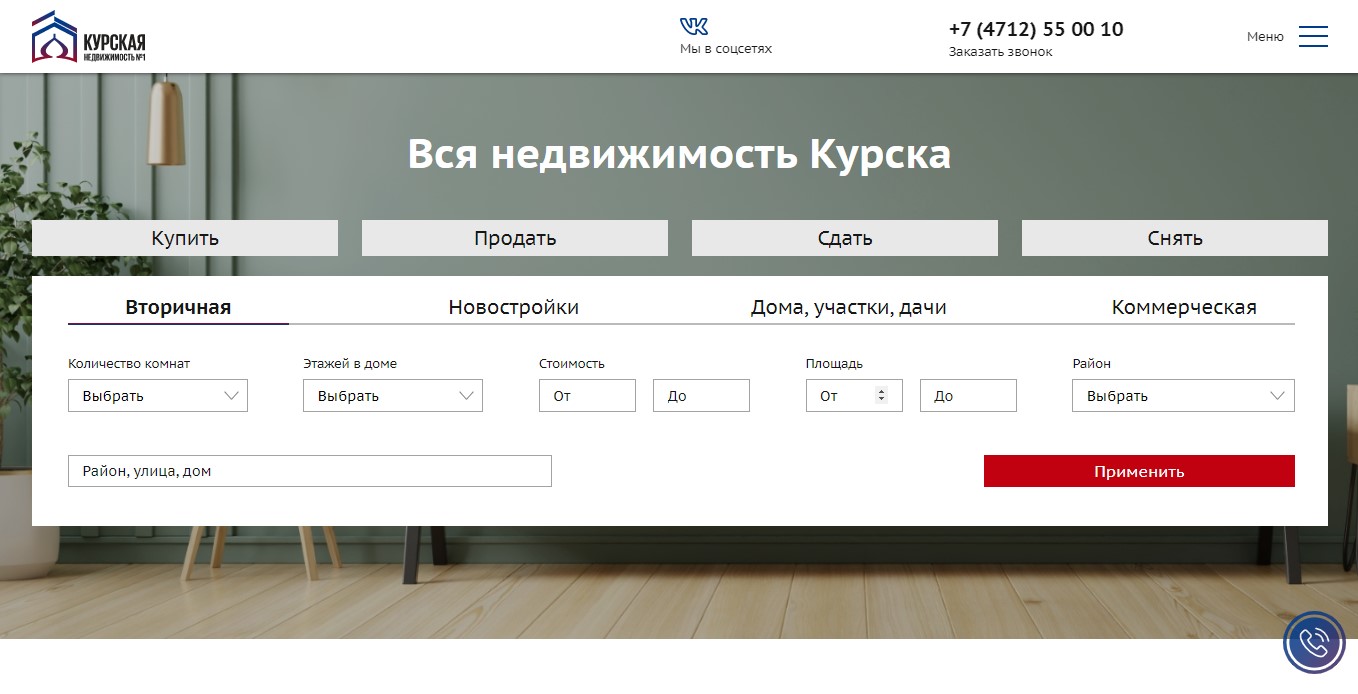 КУРСКАЯ
НЕДВИЖИМОСТЬ №1
Мы в соцсетях
+7 (4712) 55 00 10
Заказать звонок
Меню
Вся недвижимость Курска
Купить
Продать
Сдать
Снять
Вторичная
Новостройки
Дома, участки, дачи
Коммерческая
Количество комнат
Этажей в доме
Стоимость
Площадь
Район
Выбрать
Выбрать
От
До
От
До
Выбрать
Район, улица, дом
Применить